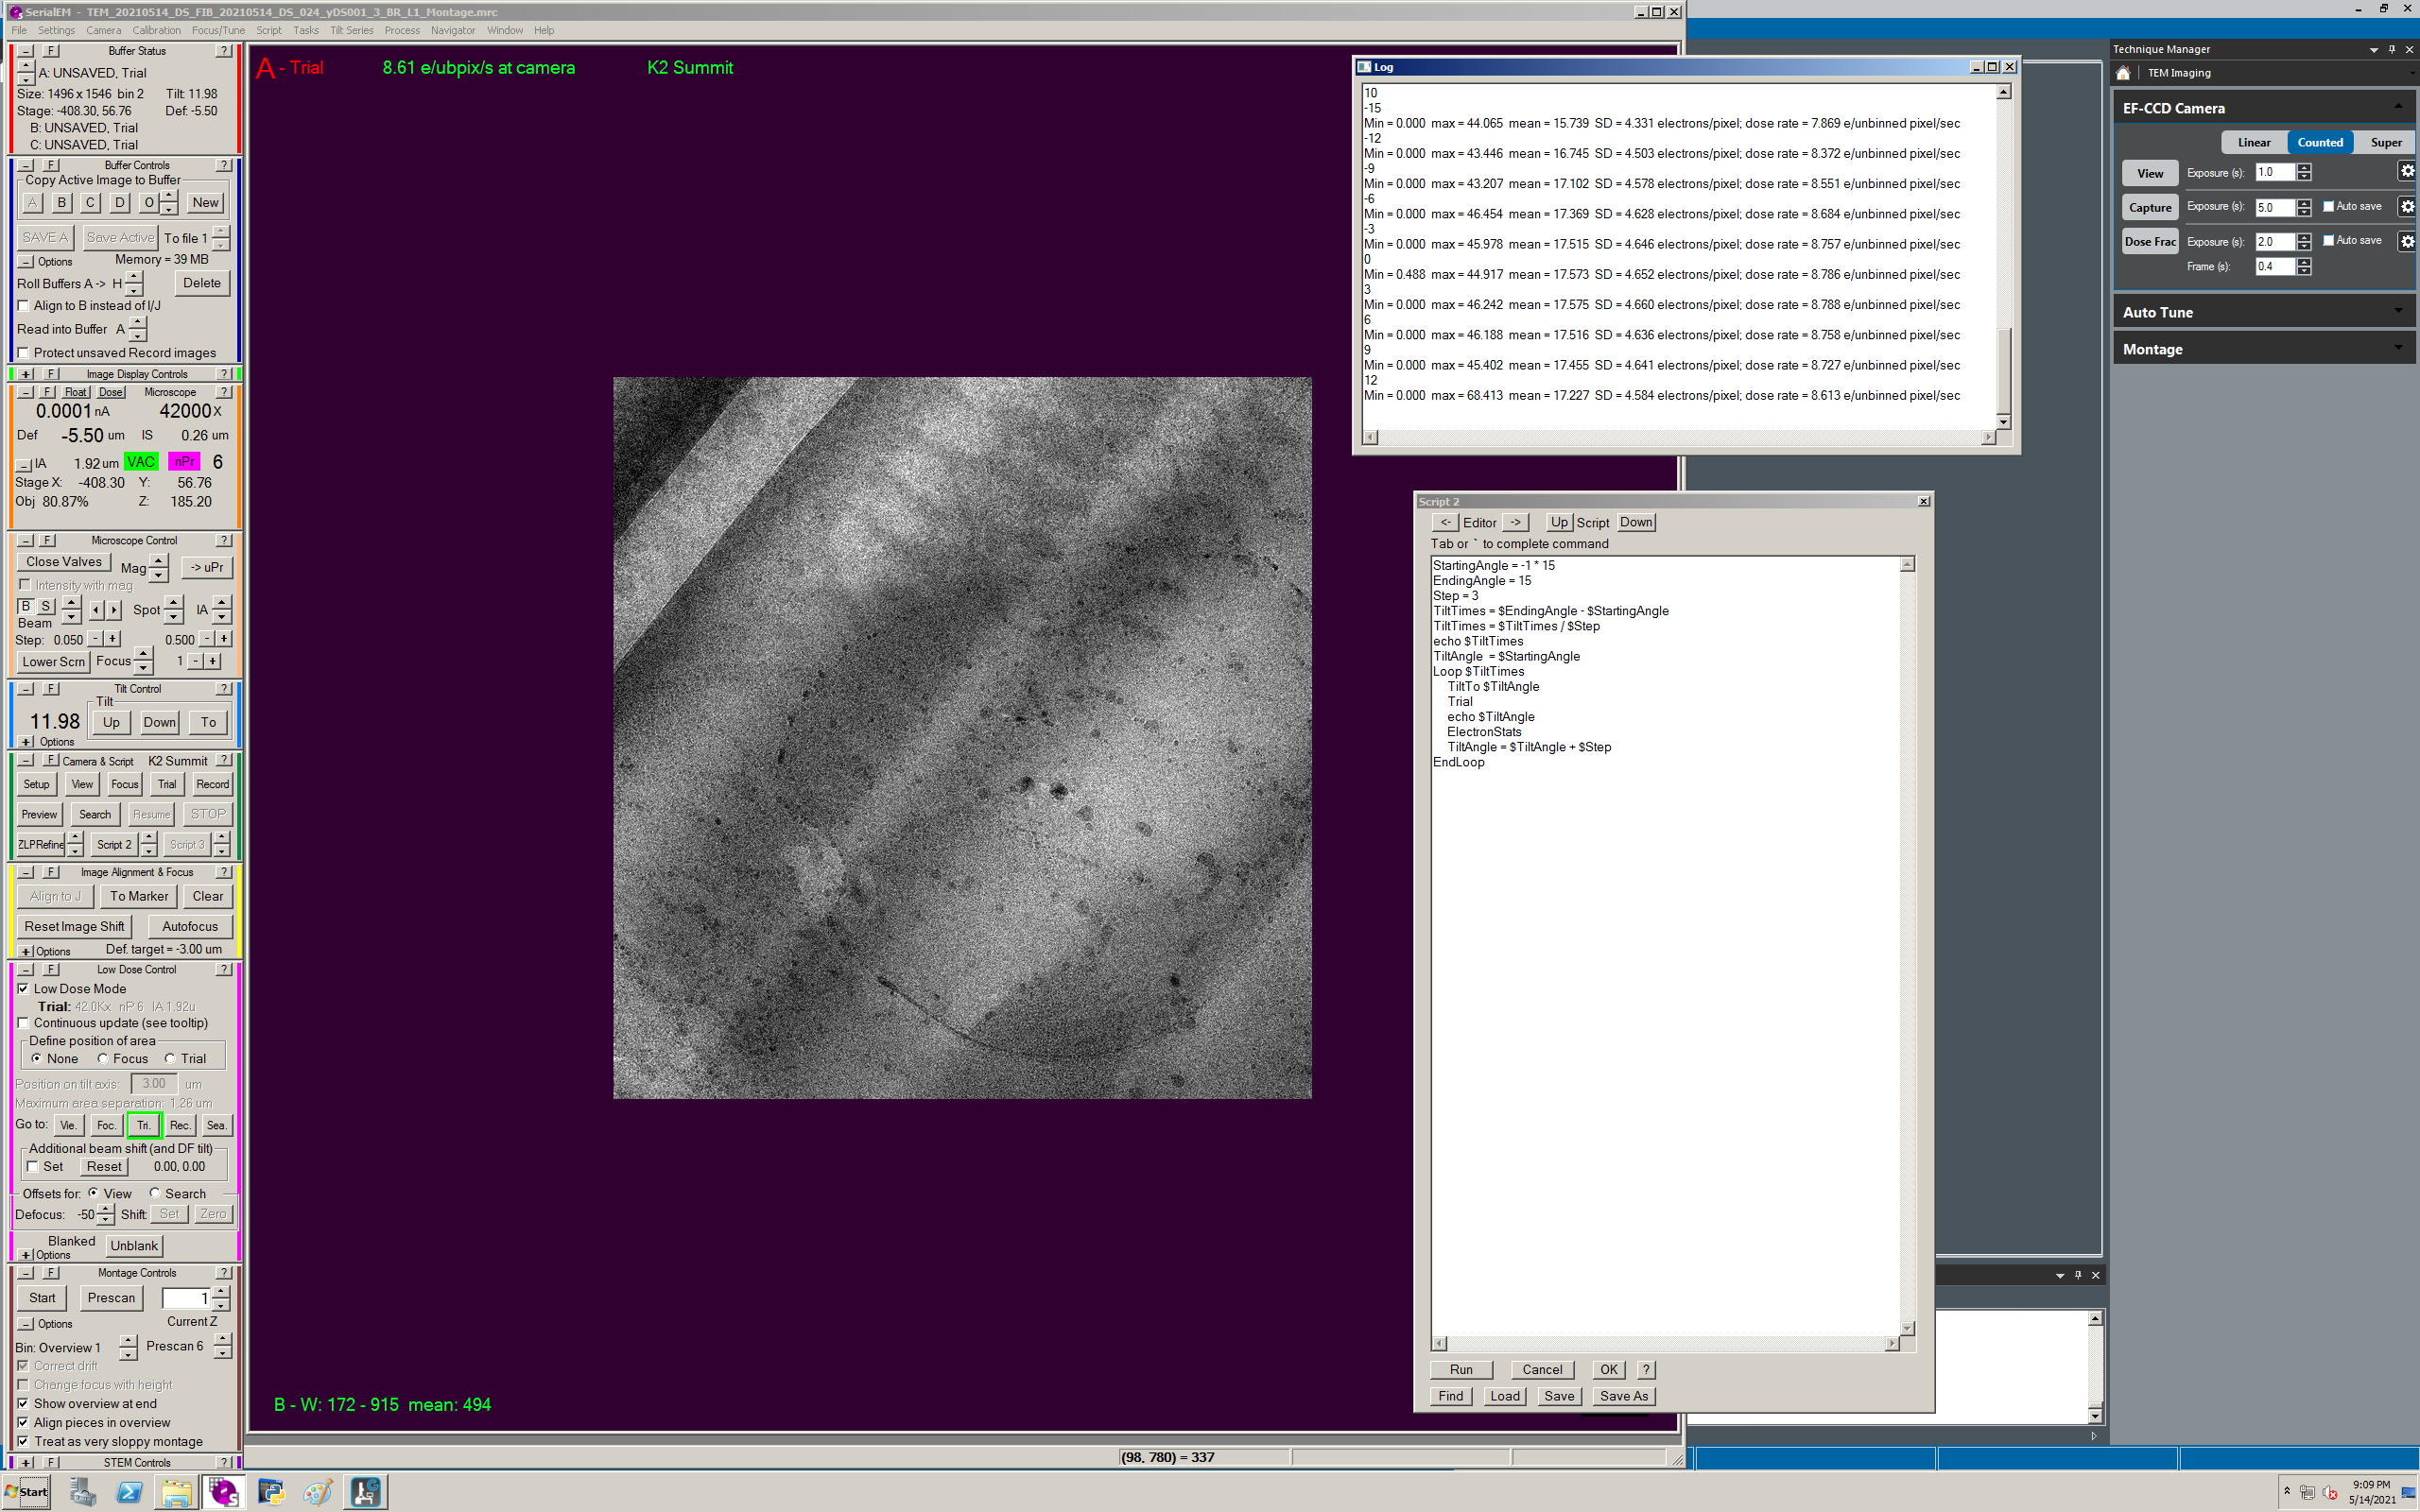 SerialEM - TEM_20210514_DS_FIB_20210514_DS_024_yDS001_3_BR_L1_Montage.mrc
File Settings Camera Calibration Focus/Tune Script Tasks Tilt Series Process Navigator Window Help
- F Buffer Status ?
A: UNSAVED, Trial
Size: 1496 x 1546 bin 2 Tilt: 11.98
Stage: -408.30, 56.76 Def: -5.50
B: UNSAVED, Trial
C: UNSAVED, Trial
- F Buffer Controls ?
Copy Active Image to Buffer
A B C D O New
SAVE A Save Active To file 1
- Options Memory = 39 MB
Roll Buffers A -> H Delete
Align to B instead of I/J
Read into Buffer A
Protect unsaved Record images
+ F Image Display Controls ?
- F Float Dose Microscope ?
0.0001 nA 42000 X
Def -5.50 um IS 0.26 um
- IA 1.92 um VAC nPr 6
Stage X: -408.30 Y: 56.76
Obj 80.87% Z: 185.20
- F Microscope Control ?
Close Valves Mag -> uPr
Intensity with mag
B S Spot IA
Beam
Step: 0.050 - + 0.500 - +
Lower Scrn Focus 1 - +
- F Tilt Control ?
Tilt
11.98 Up Down To
+ Options
- F Camera & Script K2 Summit ?
Setup View Focus Trial Record
Preview Search Resume STOP
ZLPRefine Script 2 Script 3
- F Image Alignment & Focus ?
Align to J To Marker Clear
Reset Image Shift Autofocus
+ Options Def. target = -3.00 um
- F Low Dose Control ?
Low Dose Mode
Trial: 42.0Kx nP 6 IA 1.92u
Continuous update (see tooltip)
Define position of area
None Focus Trial
Position on tilt axis: 3.00 um
Maximum area separation: 1.26 um
Go to: Vie. Foc. Tri. Rec. Sea.
Additional beam shift (and DF tilt)
Set Reset 0.00, 0.00
Offsets for: View Search
Defocus: -50 Shift: Set Zero
Blanked Unblank
+ Options
- F Montage Controls ?
Start Prescan 1
- Options Current Z
Bin: Overview 1 Prescan 6
Correct drift
Change focus with height
Show overview at end
Align pieces in overview
Treat as very sloppy montage
+ F STEM Controls ?
A - Trial 8.61 e/ubpix/s at camera K2 Summit
B - W: 172 - 915 mean: 494
(98, 780) = 337
Log
10
-15
Min = 0.000 max = 44.065 mean = 15.739 SD = 4.331 electrons/pixel; dose rate = 7.869 e/unbinned pixel/sec
-12
Min = 0.000 max = 43.446 mean = 16.745 SD = 4.503 electrons/pixel; dose rate = 8.372 e/unbinned pixel/sec
-9
Min = 0.000 max = 43.207 mean = 17.102 SD = 4.578 electrons/pixel; dose rate = 8.551 e/unbinned pixel/sec
-6
Min = 0.000 max = 46.454 mean = 17.369 SD = 4.628 electrons/pixel; dose rate = 8.684 e/unbinned pixel/sec
-3
Min = 0.000 max = 45.978 mean = 17.515 SD = 4.646 electrons/pixel; dose rate = 8.757 e/unbinned pixel/sec
0
Min = 0.488 max = 44.917 mean = 17.573 SD = 4.652 electrons/pixel; dose rate = 8.786 e/unbinned pixel/sec
3
Min = 0.000 max = 46.242 mean = 17.575 SD = 4.660 electrons/pixel; dose rate = 8.788 e/unbinned pixel/sec
6
Min = 0.000 max = 46.188 mean = 17.516 SD = 4.636 electrons/pixel; dose rate = 8.758 e/unbinned pixel/sec
9
Min = 0.000 max = 45.402 mean = 17.455 SD = 4.641 electrons/pixel; dose rate = 8.727 e/unbinned pixel/sec
12
Min = 0.000 max = 68.413 mean = 17.227 SD = 4.584 electrons/pixel; dose rate = 8.613 e/unbinned pixel/sec
Script 2
<- Editor -> Up Script Down
Tab or ` to complete command
StartingAngle = -1 * 15
EndingAngle = 15
Step = 3
TiltTimes = $EndingAngle - $StartingAngle
TiltTimes = $TiltTimes / $Step
echo $TiltTimes
TiltAngle = $StartingAngle
Loop $TiltTimes
TiltTo $TiltAngle
Trial
echo $TiltAngle
ElectronStats
TiltAngle = $TiltAngle + $Step
EndLoop
Run Cancel OK ?
Find Load Save Save As
Technique Manager
TEM Imaging
EF-CCD Camera
Linear Counted Super
View Exposure (s): 1.0
Capture Exposure (s): 5.0 Auto save
Dose Frac Exposure (s): 2.0 Auto save
Frame (s): 0.4
Auto Tune
Montage
Start
9:09 PM
5/14/2021